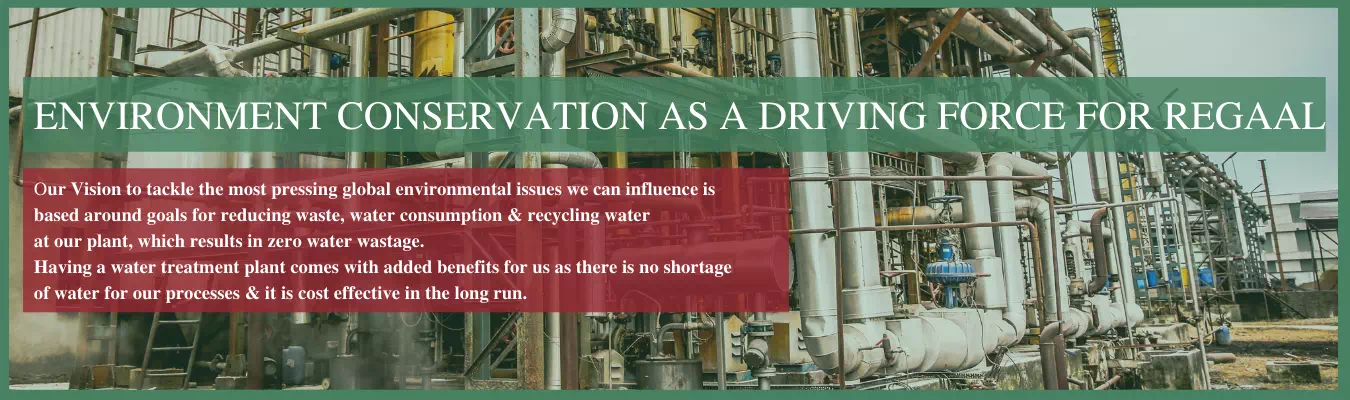 ENVIRONMENT CONSERVATION AS A DRIVING FORCE FOR REGAAL
Our Vision to tackle the most pressing global environmental issues we can influence is
based around goals for reducing waste, water consumption & recycling water
at our plant, which results in zero water wastage.
Having a water treatment plant comes with added benefits for us as there is no shortage
of water for our processes & it is cost effective in the long run.